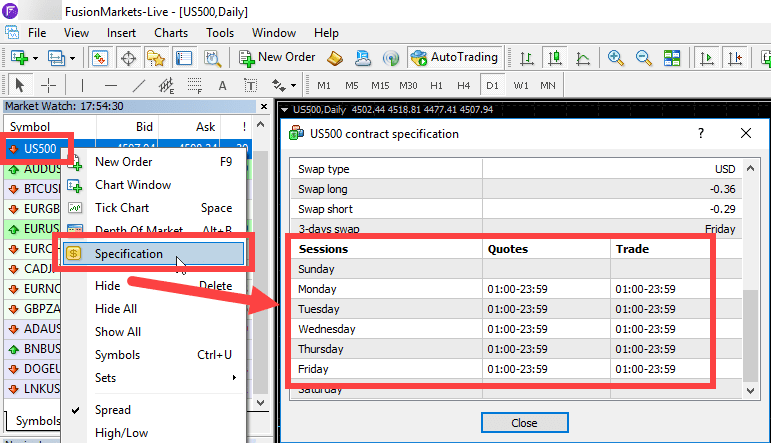 FusionMarkets-Live - [US500,Daily]
File View Insert Charts Tools Window Help
New Order AutoTrading
A T M1 M5 M15 M30 H1 H4 D1 W1 MN
Market Watch: 17:54:30
Symbol Bid Ask !
US500
AUDUS
BTCUS
EURGB
EURUS
EURC
CADJ
EURN
GBPZA
ADAUS
BNBUS
DOGEU
LNKUS
Symbols
New Order F9
Chart Window
Tick Chart Space
Depth Of Market Alt+B
Specification
Hide Delete
Hide All
Show All
Symbols Ctrl+U
Sets
Spread
High/Low
US500,Daily 4502.44 4518.81 4477.41 4507.94
US500 contract specification ?
Swap type USD
Swap long -0.36
Swap short -0.29
3-days swap Friday
Sessions Quotes Trade
Sunday
Monday 01:00-23:59 01:00-23:59
Tuesday 01:00-23:59 01:00-23:59
Wednesday 01:00-23:59 01:00-23:59
Thursday 01:00-23:59 01:00-23:59
Friday 01:00-23:59 01:00-23:59
Saturday
Close